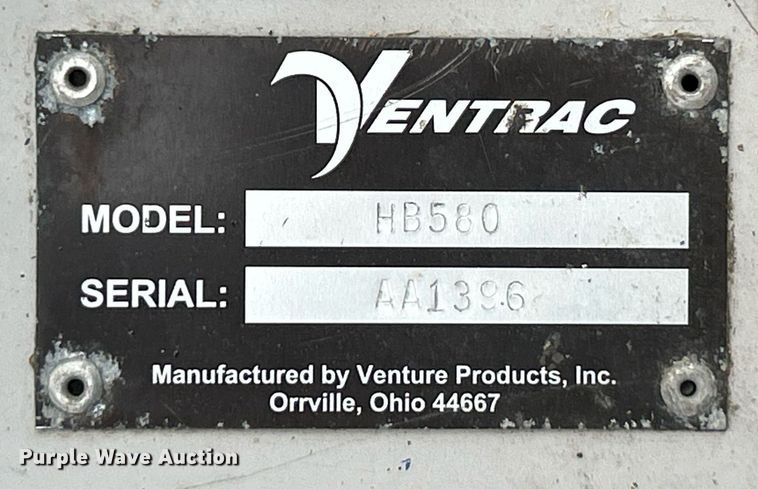 VENTRAC
MODEL: HB580
SERIAL: AA1396
Manufactured by Venture Products, Inc.
Orrville, Ohio 44667
Purple Wave Auction